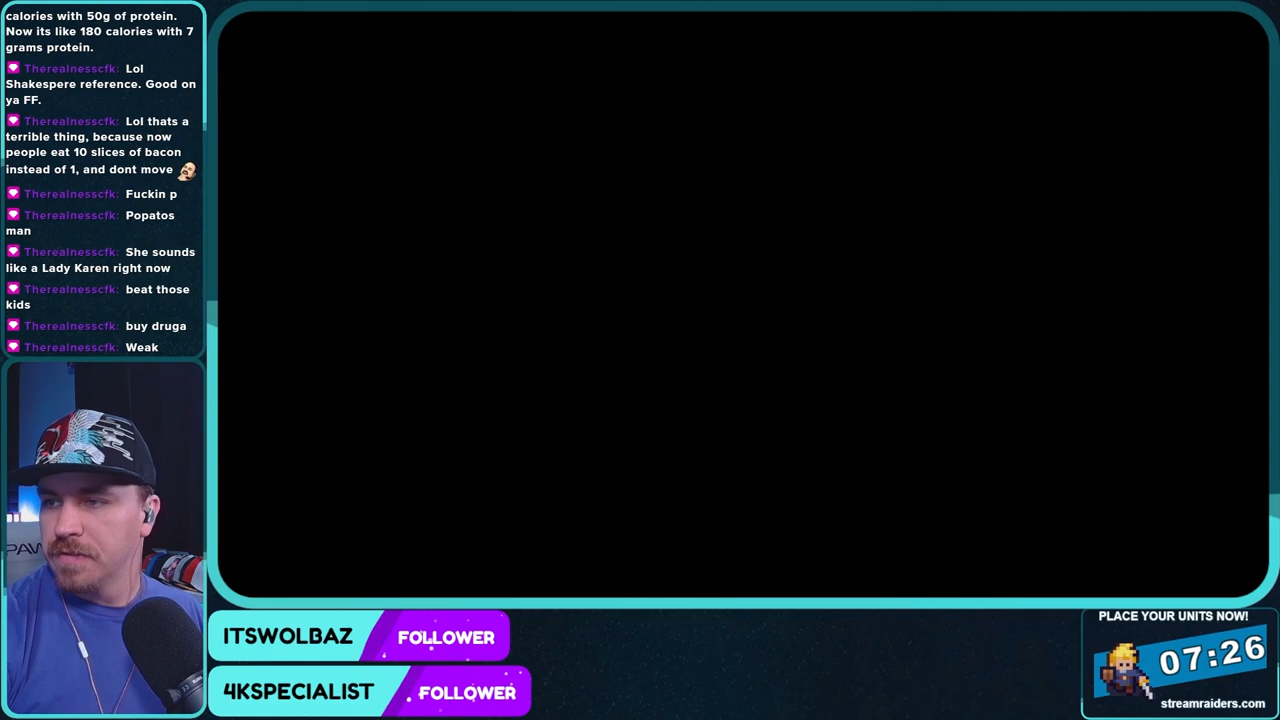 calories with 50g of protein.
Now its like 180 calories with 7
grams protein.
Therealnesscfk: Lol
Shakespere reference. Good on
ya FF.
Therealnesscfk: Lol thats a
terrible thing, because now
people eat 10 slices of bacon
instead of 1, and dont move
Therealnesscfk: Fuckin p
Therealnesscfk: Popatos
man
Therealnesscfk: She sounds
like a Lady Karen right now
Therealnesscfk: beat those
kids
Therealnesscfk: buy druga
Therealnesscfk: Weak
PAW
ITSWOLBAZ FOLLOWER
4KSPECIALIST FOLLOWER
PLACE YOUR UNITS NOW!
07:26
streamraiders.com